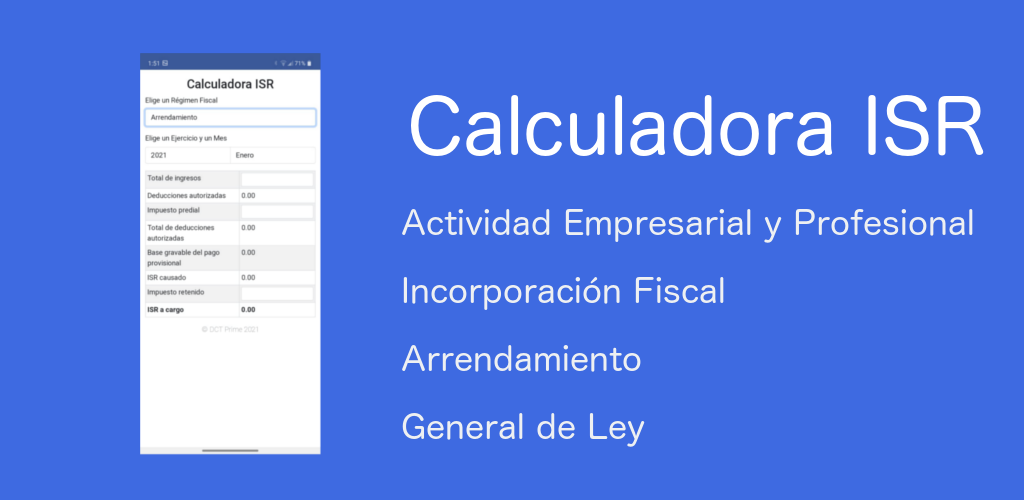 1:51
71%
Calculadora ISR
Elige un Régimen Fiscal
Arrendamiento
Elige un Ejercicio y un Mes
2021 Enero
Total de ingresos
Deducciones autorizadas 0.00
Impuesto predial
Total de deducciones 0.00
autorizadas
Base gravable del pago 0.00
provisional
ISR causado 0.00
Impuesto retenido
ISR a cargo 0.00
© DCT Prime 2021
Calculadora ISR
Actividad Empresarial y Profesional
Incorporación Fiscal
Arrendamiento
General de Ley